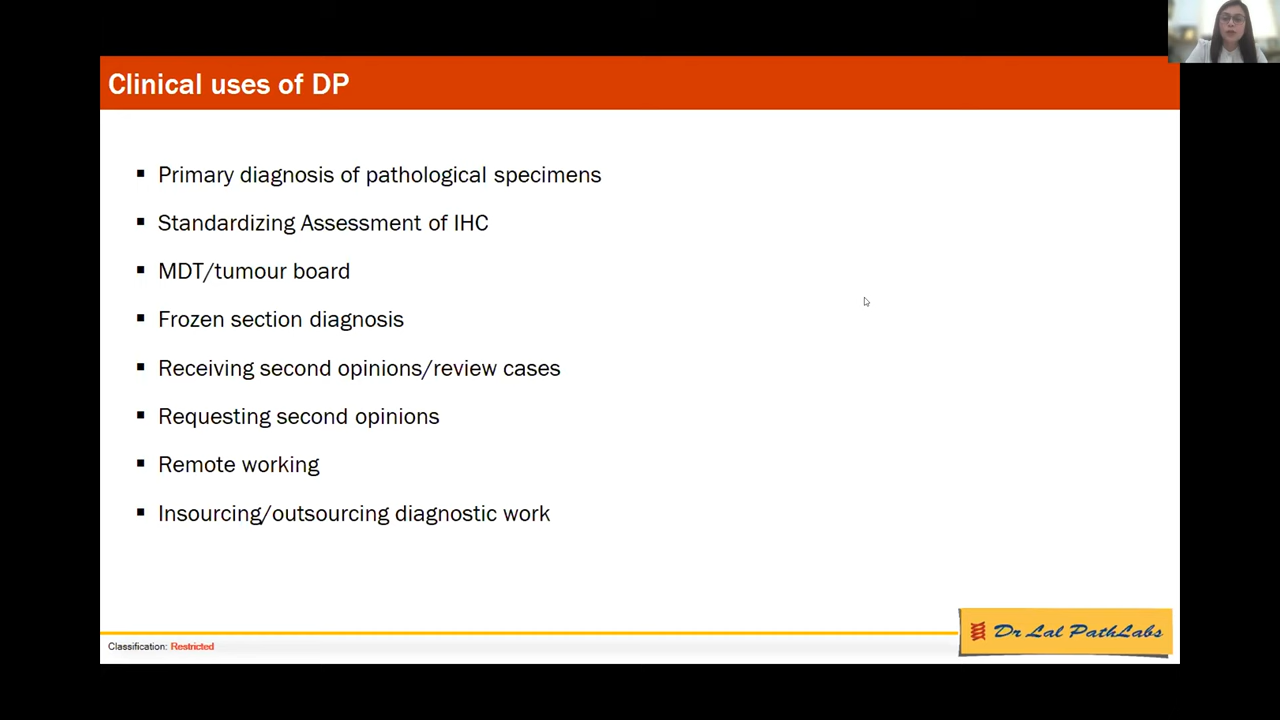 Clinical uses of DP
▪ Primary diagnosis of pathological specimens
▪ Standardizing Assessment of IHC
▪ MDT/tumour board
▪ Frozen section diagnosis
▪ Receiving second opinions/review cases
▪ Requesting second opinions
▪ Remote working
▪ Insourcing/outsourcing diagnostic work
Dr Lal PathLabs
Classification: Restricted